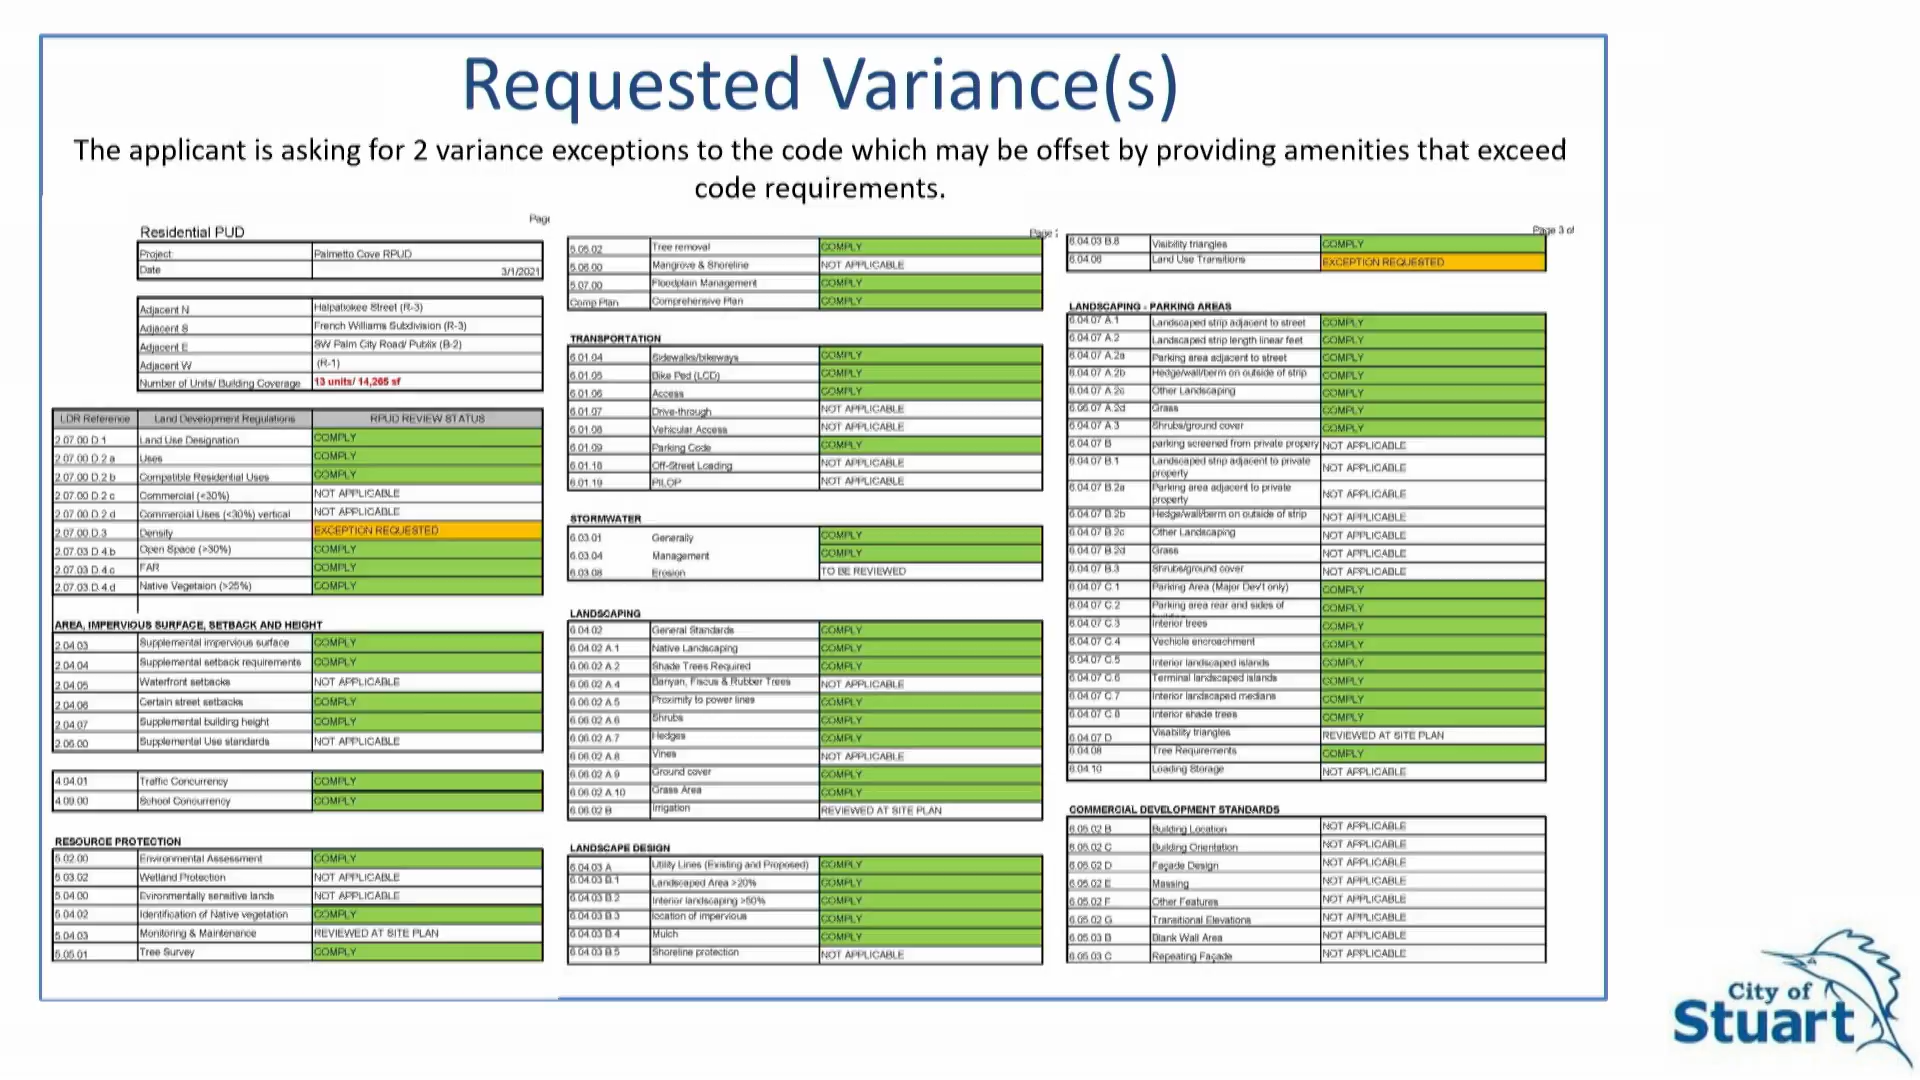 Requested Variance(s)
The applicant is asking for 2 variance exceptions to the code which may be offset by providing amenities that exceed
code requirements.
Page
Residential PUD
Project: Palmetto Cove RPUD
Date 3/1/2021
Adjacent N Halpatiokee Street (R-3)
Adjacent S French Williams Subdivision (R-3)
Adjacent E SW Palm City Road/ Publix (B-2)
Adjacent W (R-1)
Number of Units/ Building Coverage 13 units/ 14,265 sf
LDR Reference Land Development Regulations RPUD REVIEW STATUS
2.07.00 D.1 Land Use Designation COMPLY
2.07.00 D.2 a Uses COMPLY
2.07.00 D.2 b Compatible Residential Uses COMPLY
2.07.00 D.2 c Commercial (<30%) NOT APPLICABLE
2.07.00 D.2 d Commercial Uses (<30%) vertical NOT APPLICABLE
2.07.00 D.3 Density EXCEPTION REQUESTED
2.07.03 D.4.b Open Space (>30%) COMPLY
2.07.03 D.4.c FAR COMPLY
2.07.03 D.4.d Native Vegetaion (>25%) COMPLY
AREA, IMPERVIOUS SURFACE, SETBACK AND HEIGHT
2.04.03 Supplemental impervious surface COMPLY
2.04.04 Supplemental setback requirements COMPLY
2.04.05 Waterfront setbacks NOT APPLICABLE
2.04.06 Certain street setbacks COMPLY
2.04.07 Supplemental building height COMPLY
2.06.00 Supplemental Use standards NOT APPLICABLE
4.04.01 Traffic Concurrency COMPLY
4.09.00 School Concurrency COMPLY
RESOURCE PROTECTION
5.02.00 Environmental Assessment COMPLY
5.03.02 Wetland Protection NOT APPLICABLE
5.04.00 Evironmentally sensitive lands NOT APPLICABLE
5.04.02 Identification of Native vegetation COMPLY
5.04.03 Monitoring & Maintenance REVIEWED AT SITE PLAN
5.05.01 Tree Survey COMPLY
Page 2
5.05.02 Tree removal COMPLY
5.06.00 Mangrove & Shoreline NOT APPLICABLE
5.07.00 Floodplain Management COMPLY
Comp Plan Comprehensive Plan COMPLY
TRANSPORTATION
6.01.04 Sidewalks/bikeways COMPLY
6.01.05 Bike Ped (LCD) COMPLY
6.01.06 Access COMPLY
6.01.07 Drive-through NOT APPLICABLE
6.01.08 Vehicular Access NOT APPLICABLE
6.01.09 Parking Code COMPLY
6.01.18 Off-Street Loading NOT APPLICABLE
6.01.19 PILOP NOT APPLICABLE
STORMWATER
6.03.01 Generally COMPLY
6.03.04 Management COMPLY
6.03.08 Erosion TO BE REVIEWED
LANDSCAPING
6.04.02 General Standards COMPLY
6.04.02 A.1 Native Landscaping COMPLY
6.06.02 A.2 Shade Trees Required COMPLY
6.06.02 A.4 Banyan, Fiscus & Rubber Trees NOT APPLICABLE
6.06.02 A.5 Proximity to power lines COMPLY
6.06.02 A.6 Shrubs COMPLY
6.06.02 A.7 Hedges COMPLY
6.06.02 A.8 Vines NOT APPLICABLE
6.06.02 A.9 Ground cover COMPLY
6.06.02 A.10 Grass Area COMPLY
6.06.02 B Irrigation REVIEWED AT SITE PLAN
LANDSCAPE DESIGN
6.04.03 A Utility Lines (Existing and Proposed) COMPLY
6.04.03 B.1 Landscaped Area >20% COMPLY
6.04.03 B.2 Interior landscaping >50% COMPLY
6.04.03 B.3 location of impervious COMPLY
6.04.03 B.4 Mulch COMPLY
6.04.03 B.5 Shoreline protection NOT APPLICABLE
Page 3 of
6.04.03 B.8 Visibility triangles COMPLY
6.04.06 Land Use Transitions EXCEPTION REQUESTED
LANDSCAPING - PARKING AREAS
6.04.07 A.1 Landscaped strip adjacent to street COMPLY
6.04.07 A.2 Landscaped strip length linear feet COMPLY
6.04.07 A.2a Parking area adjacent to street COMPLY
6.04.07 A.2b Hedge/wall/berm on outside of strip COMPLY
6.04.07 A.2c Other Landscaping COMPLY
6.06.07 A.2d Grass COMPLY
6.04.07 A.3 Shrubs/ground cover COMPLY
6.04.07 B parking screened from private propery NOT APPLICABLE
6.04.07 B.1 Landscaped strip adjacent to private property NOT APPLICABLE
6.04.07 B.2a Parking area adjacent to private property NOT APPLICABLE
6.04.07 B.2b Hedge/wall/berm on outside of strip NOT APPLICABLE
6.04.07 B.2c Other Landscaping NOT APPLICABLE
6.04.07 B.2d Grass NOT APPLICABLE
6.04.07 B.3 Shrubs/ground cover NOT APPLICABLE
6.04.07 C.1 Parking Area (Major Dev't only) COMPLY
6.04.07 C.2 Parking area rear and sides of COMPLY
6.04.07 C.3 Interior trees COMPLY
6.04.07 C.4 Vechicle encroachment COMPLY
6.04.07 C.5 Interior landscaped islands COMPLY
6.04.07 C.6 Terminal landscaped islands COMPLY
6.04.07 C.7 Interior landscaped medians COMPLY
6.04.07 C.8 Interior shade trees COMPLY
6.04.07 D Visability triangles REVIEWED AT SITE PLAN
6.04.08 Tree Requirements COMPLY
6.04.10 Loading Storage NOT APPLICABLE
COMMERCIAL DEVELOPMENT STANDARDS
6.05.02 B Building Location NOT APPLICABLE
6.05.02 C Building Orientation NOT APPLICABLE
6.05.02 D Façade Design NOT APPLICABLE
6.05.02 E Massing NOT APPLICABLE
6.05.02 F Other Features NOT APPLICABLE
6.05.02 G Transitional Elevations NOT APPLICABLE
6.05.03 B Blank Wall Area NOT APPLICABLE
6.05.03 C Repeating Façade NOT APPLICABLE
City of
Stuart